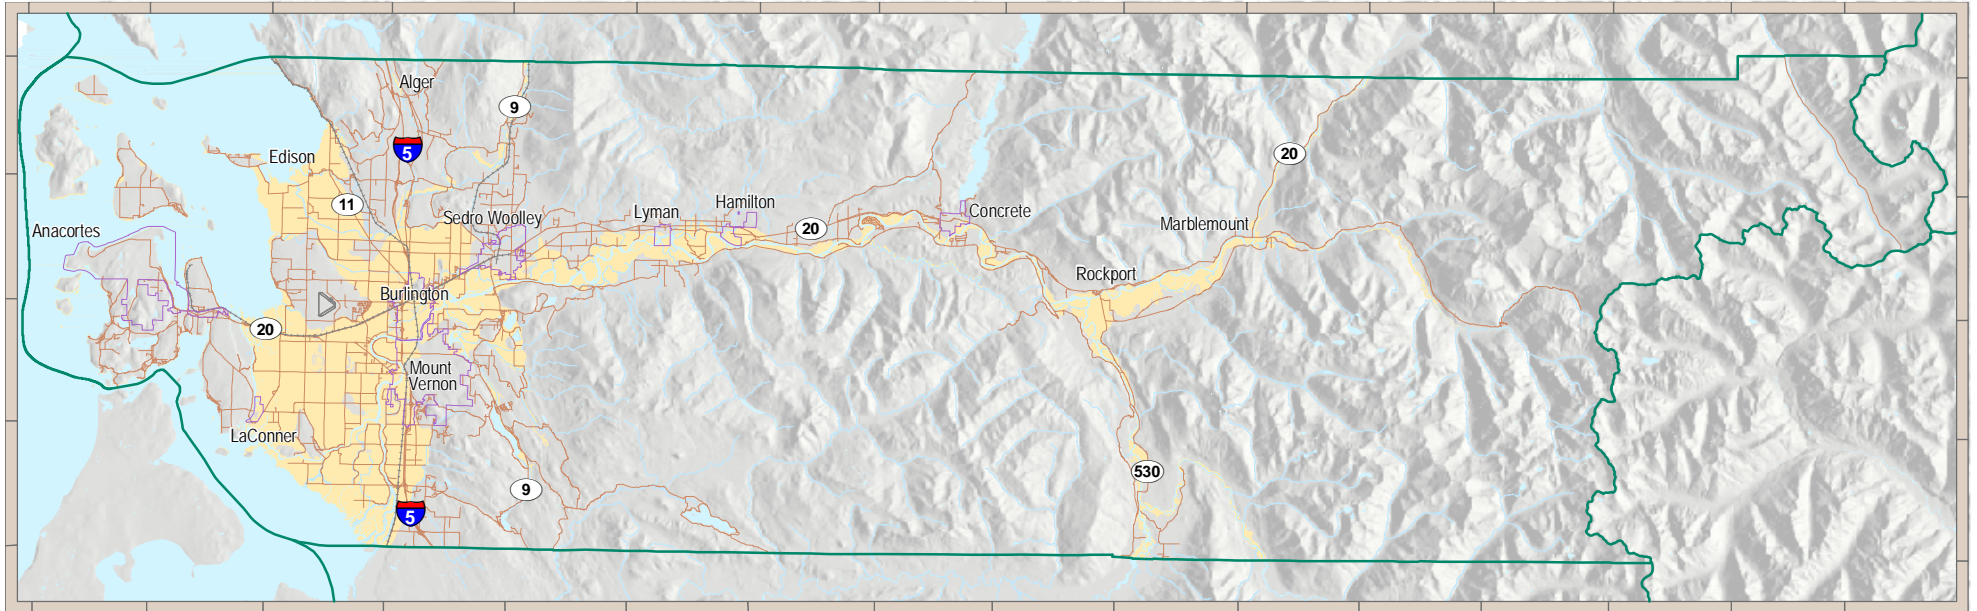 Alger
9
5
Edison
11
Sedro Woolley
Lyman
Hamilton
20
Concrete
Marblemount
20
Anacortes
Rockport
Burlington
20
Mount
Vernon
LaConner
530
9
5